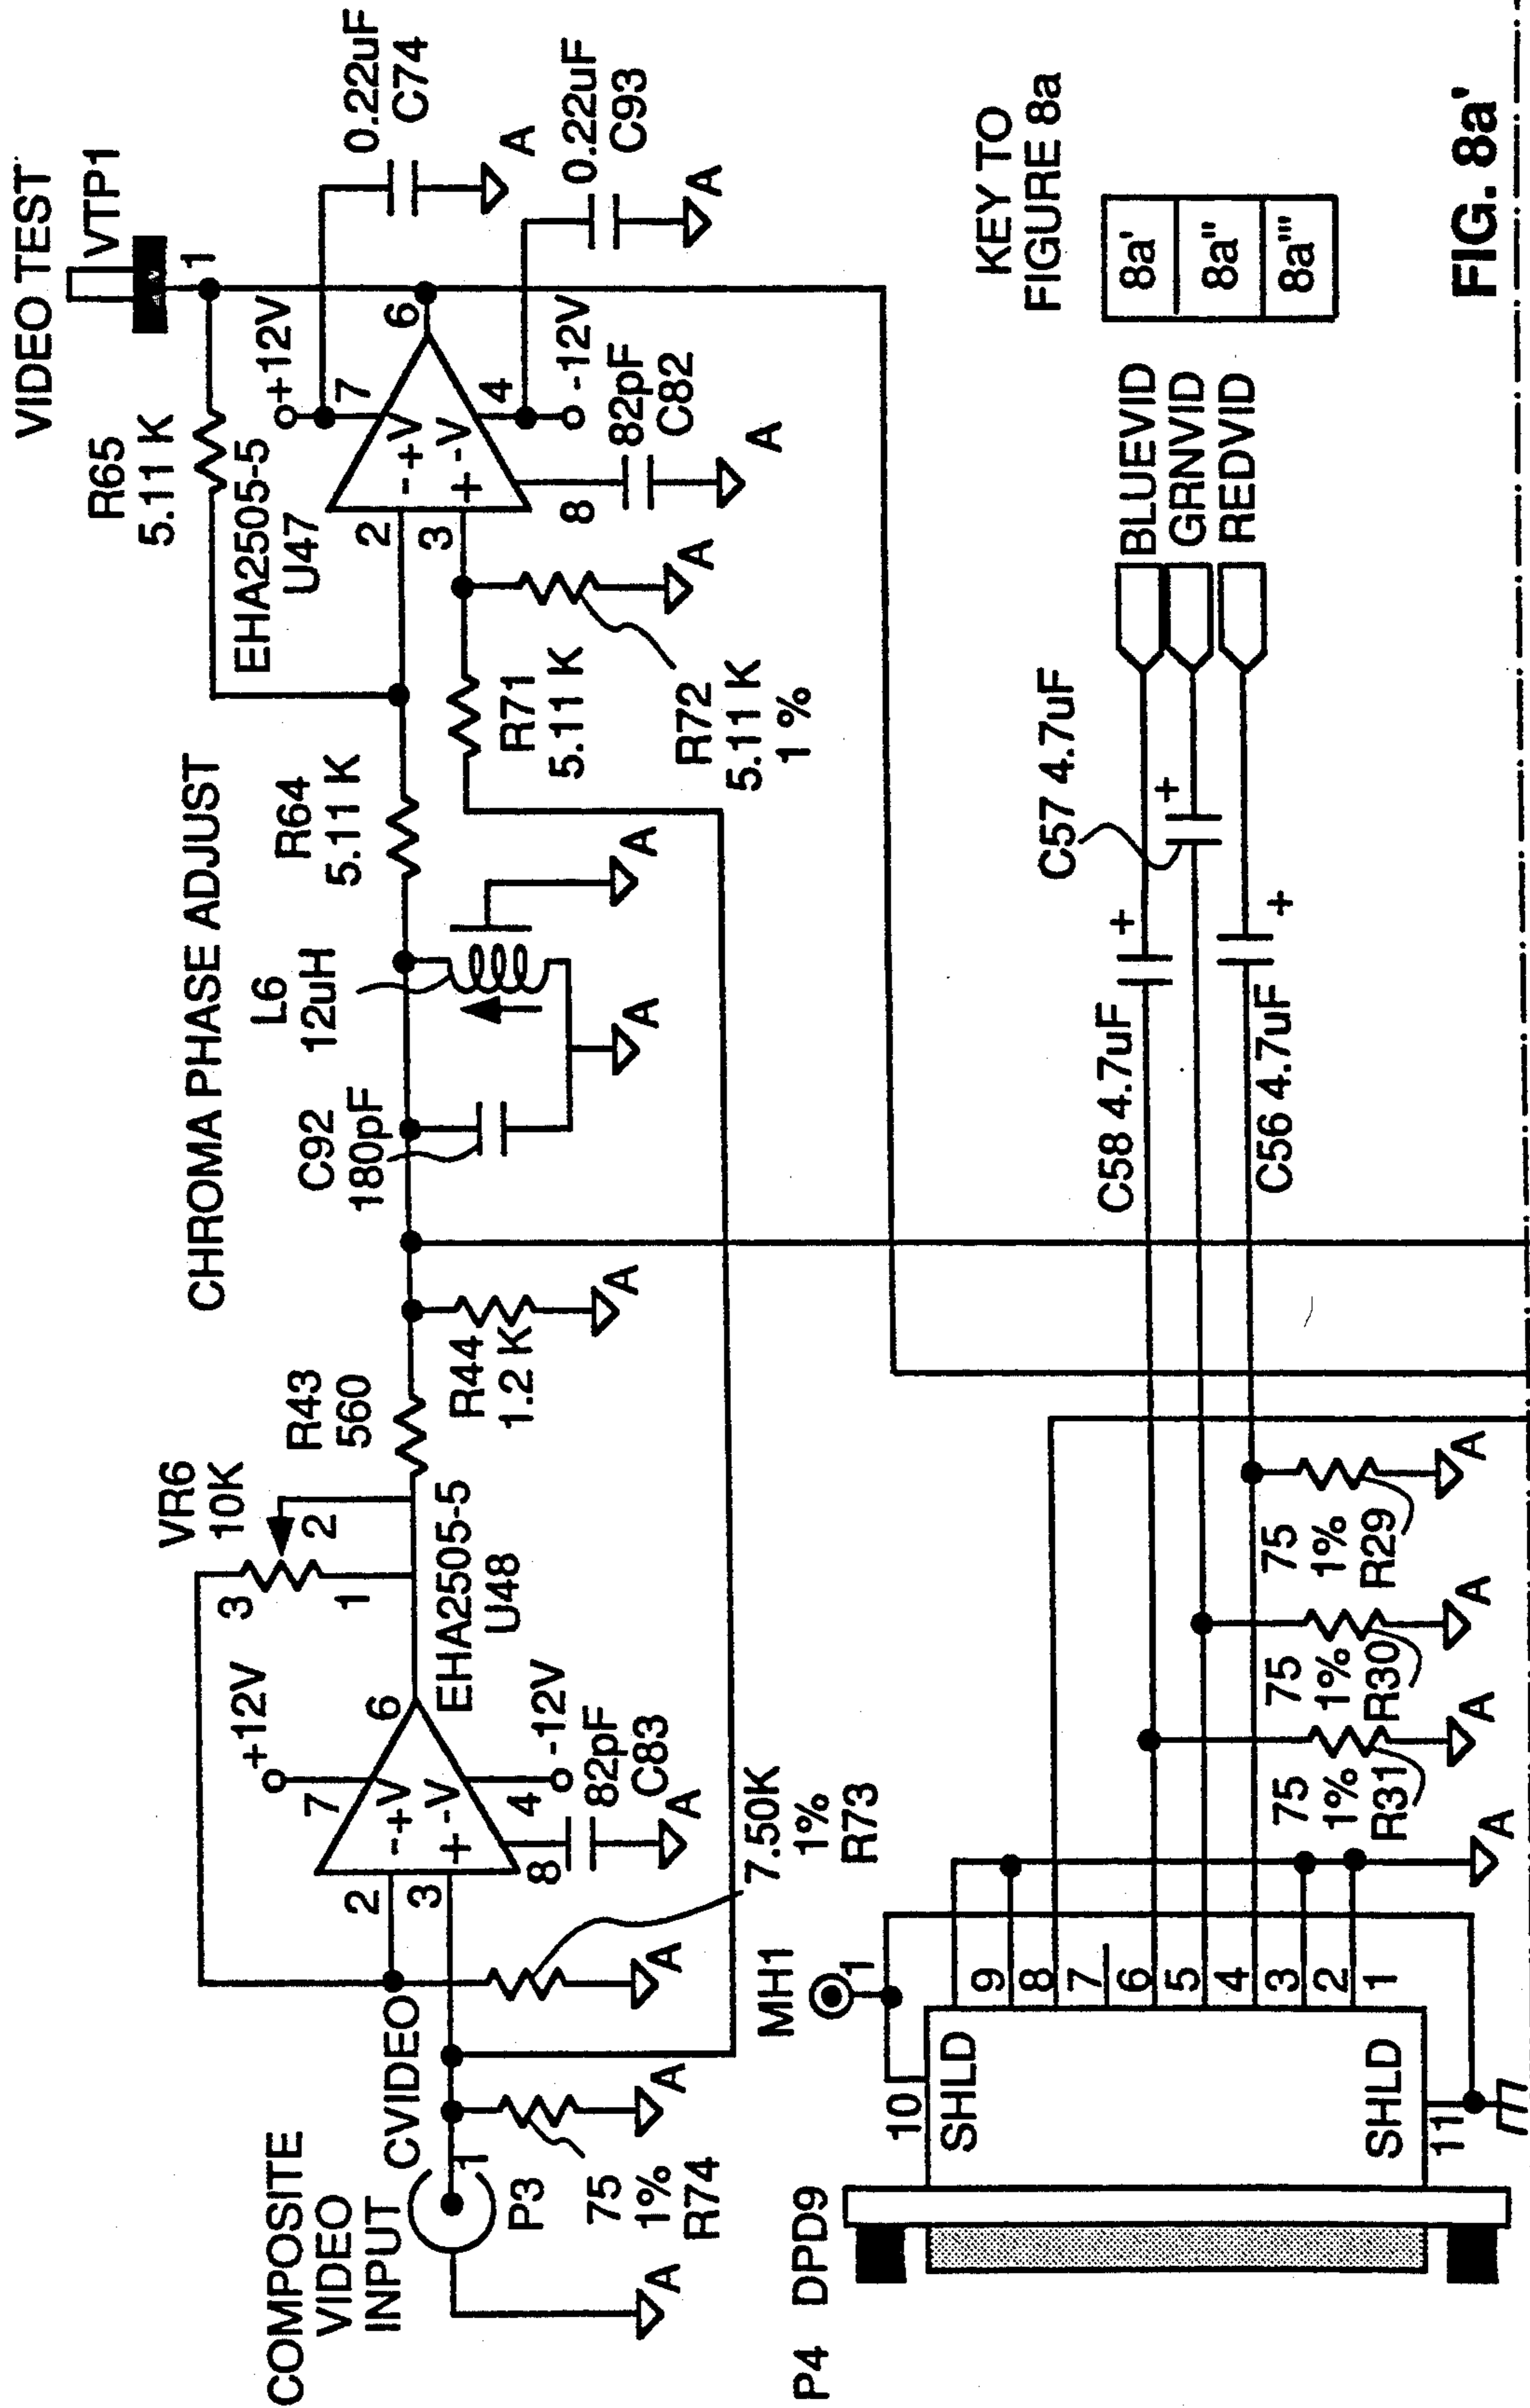 COMPOSITE
VIDEO
INPUT
CVIDEO
1
P3
75
1%
R74
A
A
2
3
+12V
7
- +V
+ -V
6
4
-12V
8
82pF
C83
A
A
7.50K
1%
R73
EHA2505-5
U48
VR6
10K
3
2
1
R43
560
R44
1.2 K
A
CHROMA PHASE ADJUST
C92
180pF
L6
12uH
A
A
R64
5.11 K
R71
5.11 K
R72
5.11 K
1 %
A
R65
5.11 K
EHA2505-5
U47
2
3
+12V
7
- +V
+ -V
6
4
-12V
8
82pF
C82
A
VIDEO TEST
VTP1
1
0.22uF
C74
A
0.22uF
C93
A
P4 DPD9
MH1
1
10
SHLD
SHLD
11
9
8
7
6
5
4
3
2
1
A
75
1%
R31
A
75
1%
R30
A
75
1%
R29
A
C58 4.7uF
+
C57 4.7uF
+
C56 4.7uF
+
BLUEVID
GRNVID
REDVID
KEY TO
FIGURE 8a
8a'
8a"
8a'''
FIG. 8a'